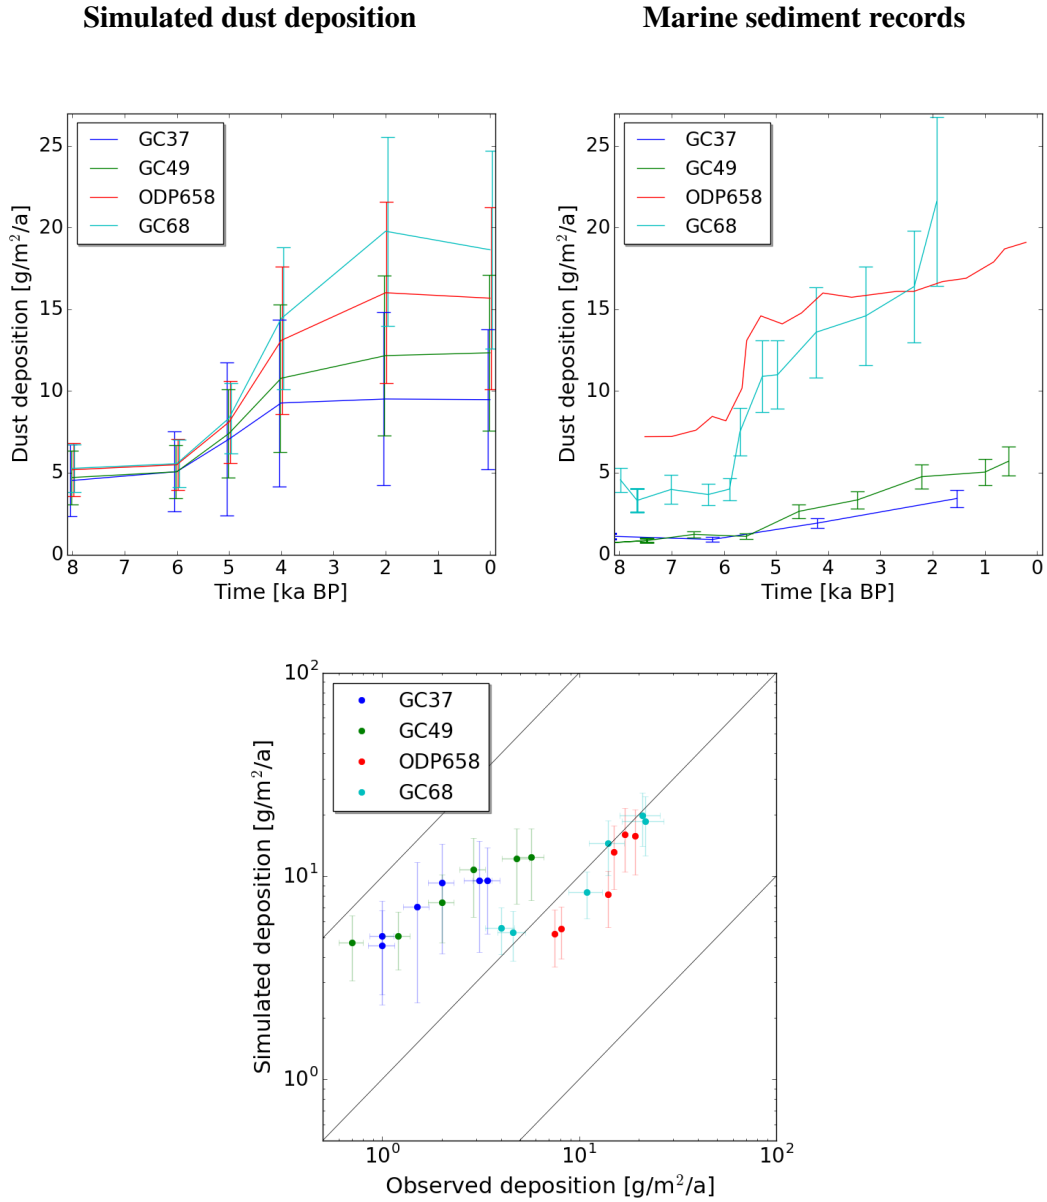 Simulated dust deposition
Marine sediment records
Dust deposition [g/m²/a]
25
20
15
10
5
0
GC37
GC49
ODP658
GC68
8 7 6 5 4 3 2 1 0
Time [ka BP]
Dust deposition [g/m²/a]
25
20
15
10
5
0
GC37
GC49
ODP658
GC68
8 7 6 5 4 3 2 1 0
Time [ka BP]
Simulated deposition [g/m²/a]
10²
10¹
10⁰
GC37
GC49
ODP658
GC68
10⁰ 10¹ 10²
Observed deposition [g/m²/a]